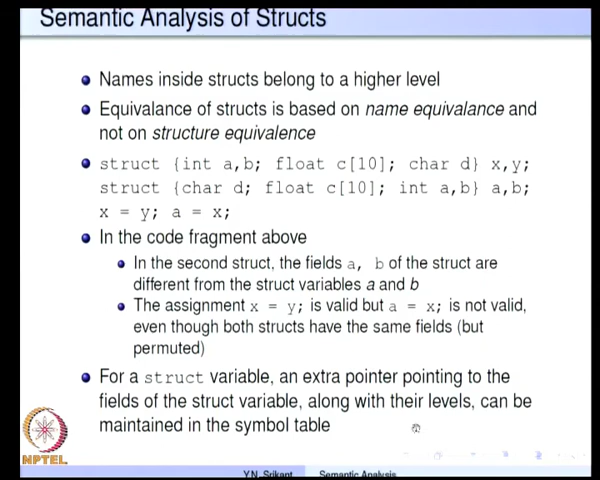 Semantic Analysis of Structs
Names inside structs belong to a higher level
Equivalance of structs is based on name equivalance and
not on structure equivalence
struct {int a,b; float c[10]; char d} x,y;
struct {char d; float c[10]; int a,b} a,b;
x = y; a = x;
In the code fragment above
In the second struct, the fields a, b of the struct are
different from the struct variables a and b
The assignment x = y; is valid but a = x; is not valid,
even though both structs have the same fields (but
permuted)
For a struct variable, an extra pointer pointing to the
fields of the struct variable, along with their levels, can be
maintained in the symbol table
NPTEL
Y.N. Srikant Semantic Analysis